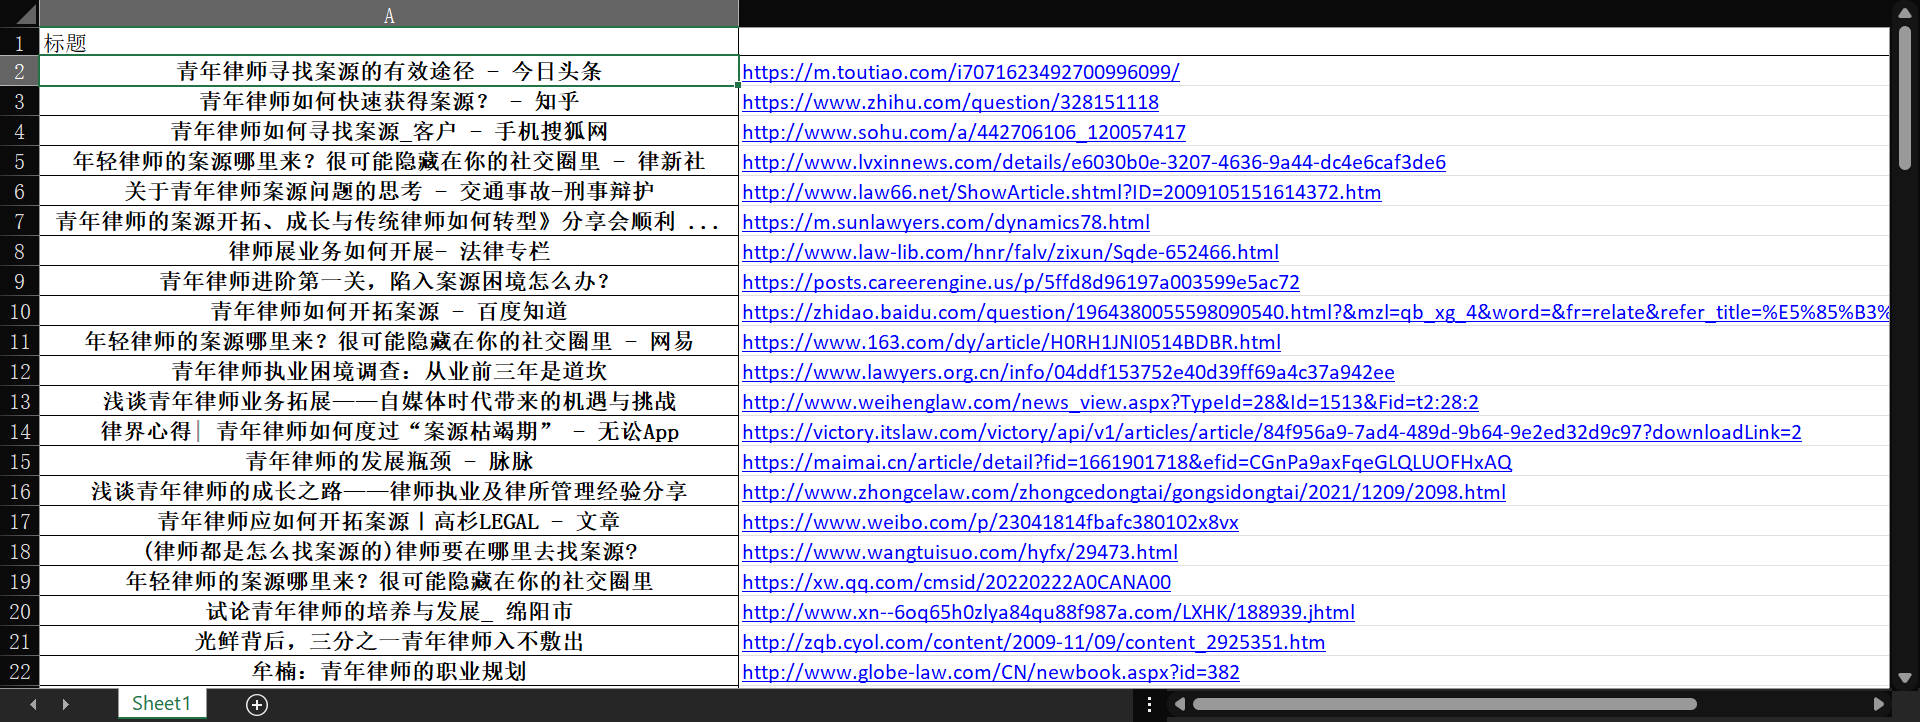 A
1 标题
2 青年律师寻找案源的有效途径 - 今日头条 https://m.toutiao.com/i7071623492700996099/
3 青年律师如何快速获得案源？ - 知乎 https://www.zhihu.com/question/328151118
4 青年律师如何寻找案源_客户 - 手机搜狐网 http://www.sohu.com/a/442706106_120057417
5 年轻律师的案源哪里来？很可能隐藏在你的社交圈里 - 律新社 http://www.lvxinnews.com/details/e6030b0e-3207-4636-9a44-dc4e6caf3de6
6 关于青年律师案源问题的思考 - 交通事故-刑事辩护 http://www.law66.net/ShowArticle.shtml?ID=2009105151614372.htm
7 青年律师的案源开拓、成长与传统律师如何转型》分享会顺利 ... https://m.sunlawyers.com/dynamics78.html
8 律师展业务如何开展- 法律专栏 http://www.law-lib.com/hnr/falv/zixun/Sqde-652466.html
9 青年律师进阶第一关，陷入案源困境怎么办？ https://posts.careerengine.us/p/5ffd8d96197a003599e5ac72
10 青年律师如何开拓案源 - 百度知道 https://zhidao.baidu.com/question/1964380055598090540.html?&mzl=qb_xg_4&word=&fr=relate&refer_title=%E5%85%B3%
11 年轻律师的案源哪里来？很可能隐藏在你的社交圈里 - 网易 https://www.163.com/dy/article/H0RH1JNI0514BDBR.html
12 青年律师执业困境调查：从业前三年是道坎 https://www.lawyers.org.cn/info/04ddf153752e40d39ff69a4c37a942ee
13 浅谈青年律师业务拓展——自媒体时代带来的机遇与挑战 http://www.weihenglaw.com/news_view.aspx?TypeId=28&Id=1513&Fid=t2:28:2
14 律界心得| 青年律师如何度过“案源枯竭期” - 无讼App https://victory.itslaw.com/victory/api/v1/articles/article/84f956a9-7ad4-489d-9b64-9e2ed32d9c97?downloadLink=2
15 青年律师的发展瓶颈 - 脉脉 https://maimai.cn/article/detail?fid=1661901718&efid=CGnPa9axFqeGLQLUOFHxAQ
16 浅谈青年律师的成长之路——律师执业及律所管理经验分享 http://www.zhongcelaw.com/zhongcedongtai/gongsidongtai/2021/1209/2098.html
17 青年律师应如何开拓案源丨高杉LEGAL - 文章 https://www.weibo.com/p/23041814fbafc380102x8vx
18 (律师都是怎么找案源的)律师要在哪里去找案源? https://www.wangtuisuo.com/hyfx/29473.html
19 年轻律师的案源哪里来？很可能隐藏在你的社交圈里 https://xw.qq.com/cmsid/20220222A0CANA00
20 试论青年律师的培养与发展_ 绵阳市 http://www.xn--6oq65h0zlya84qu88f987a.com/LXHK/188939.jhtml
21 光鲜背后，三分之一青年律师入不敷出 http://zqb.cyol.com/content/2009-11/09/content_2925351.htm
22 牟楠：青年律师的职业规划 http://www.globe-law.com/CN/newbook.aspx?id=382
Sheet1